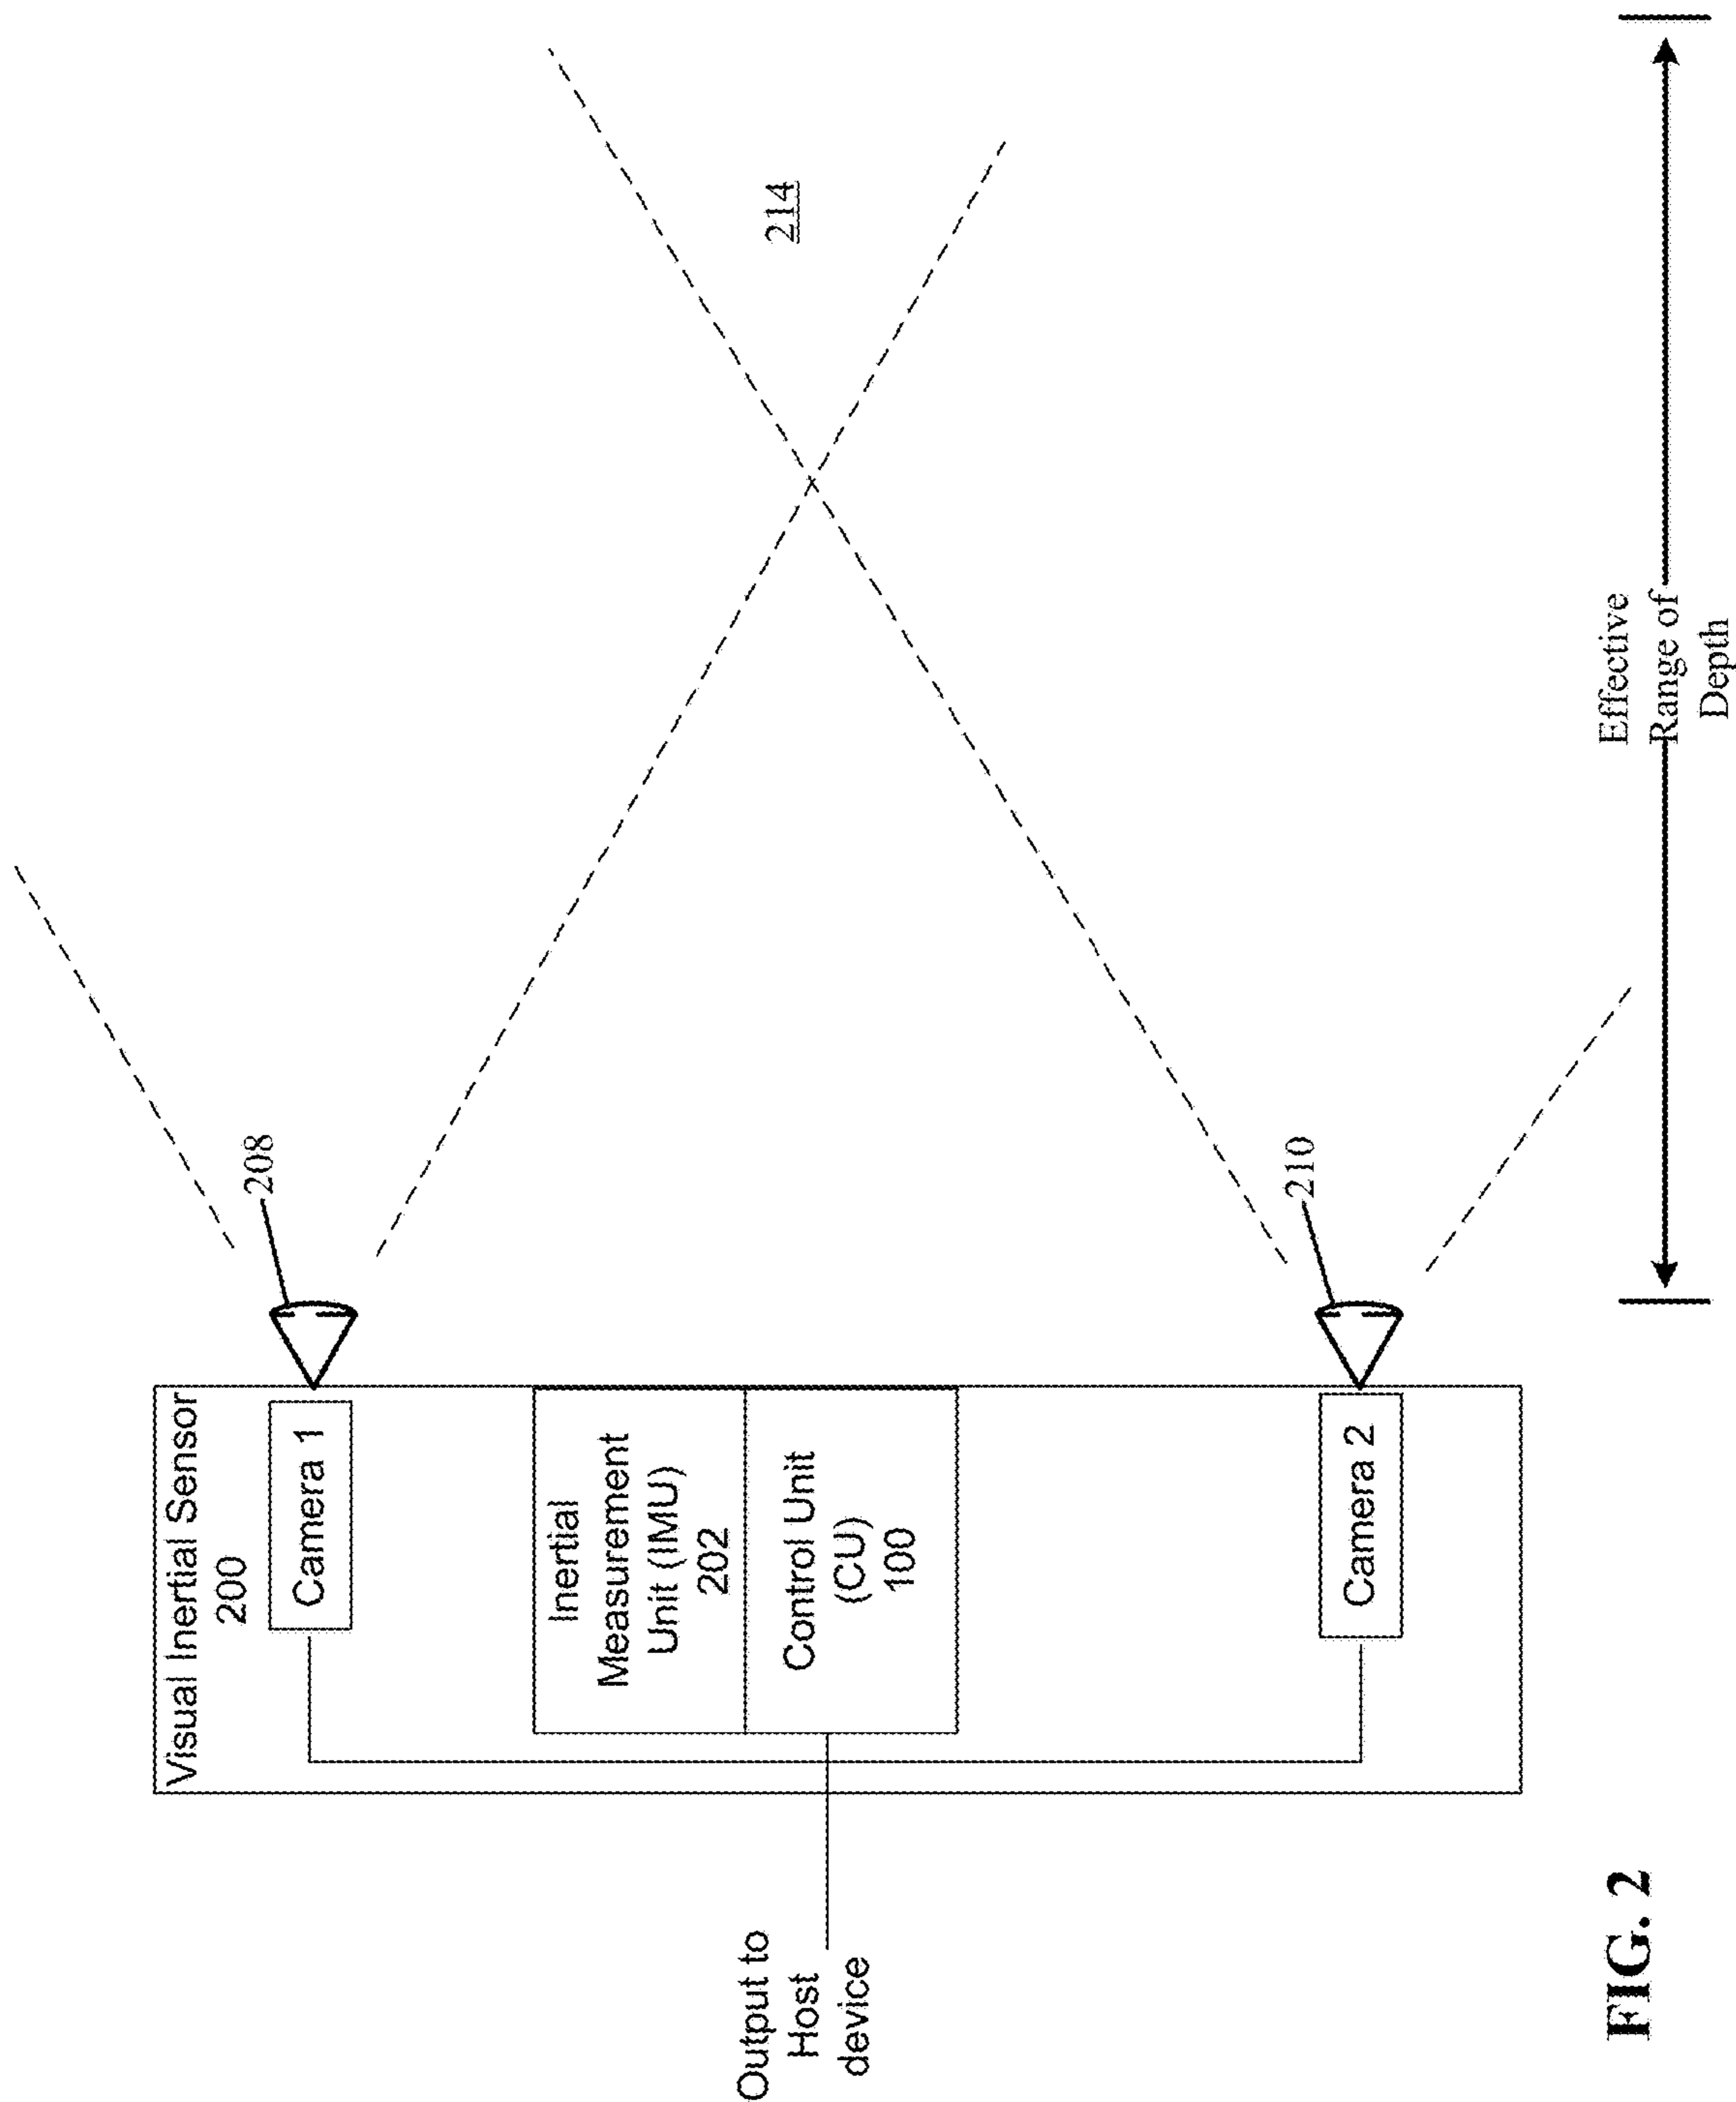 Visual Inertial Sensor
200
Camera 1
208
Inertial
Measurement
Unit (IMU)
202
Control Unit
(CU)
100
Camera 2
210
214
Output to
Host
device
Effective
Range of
Depth
FIG. 2